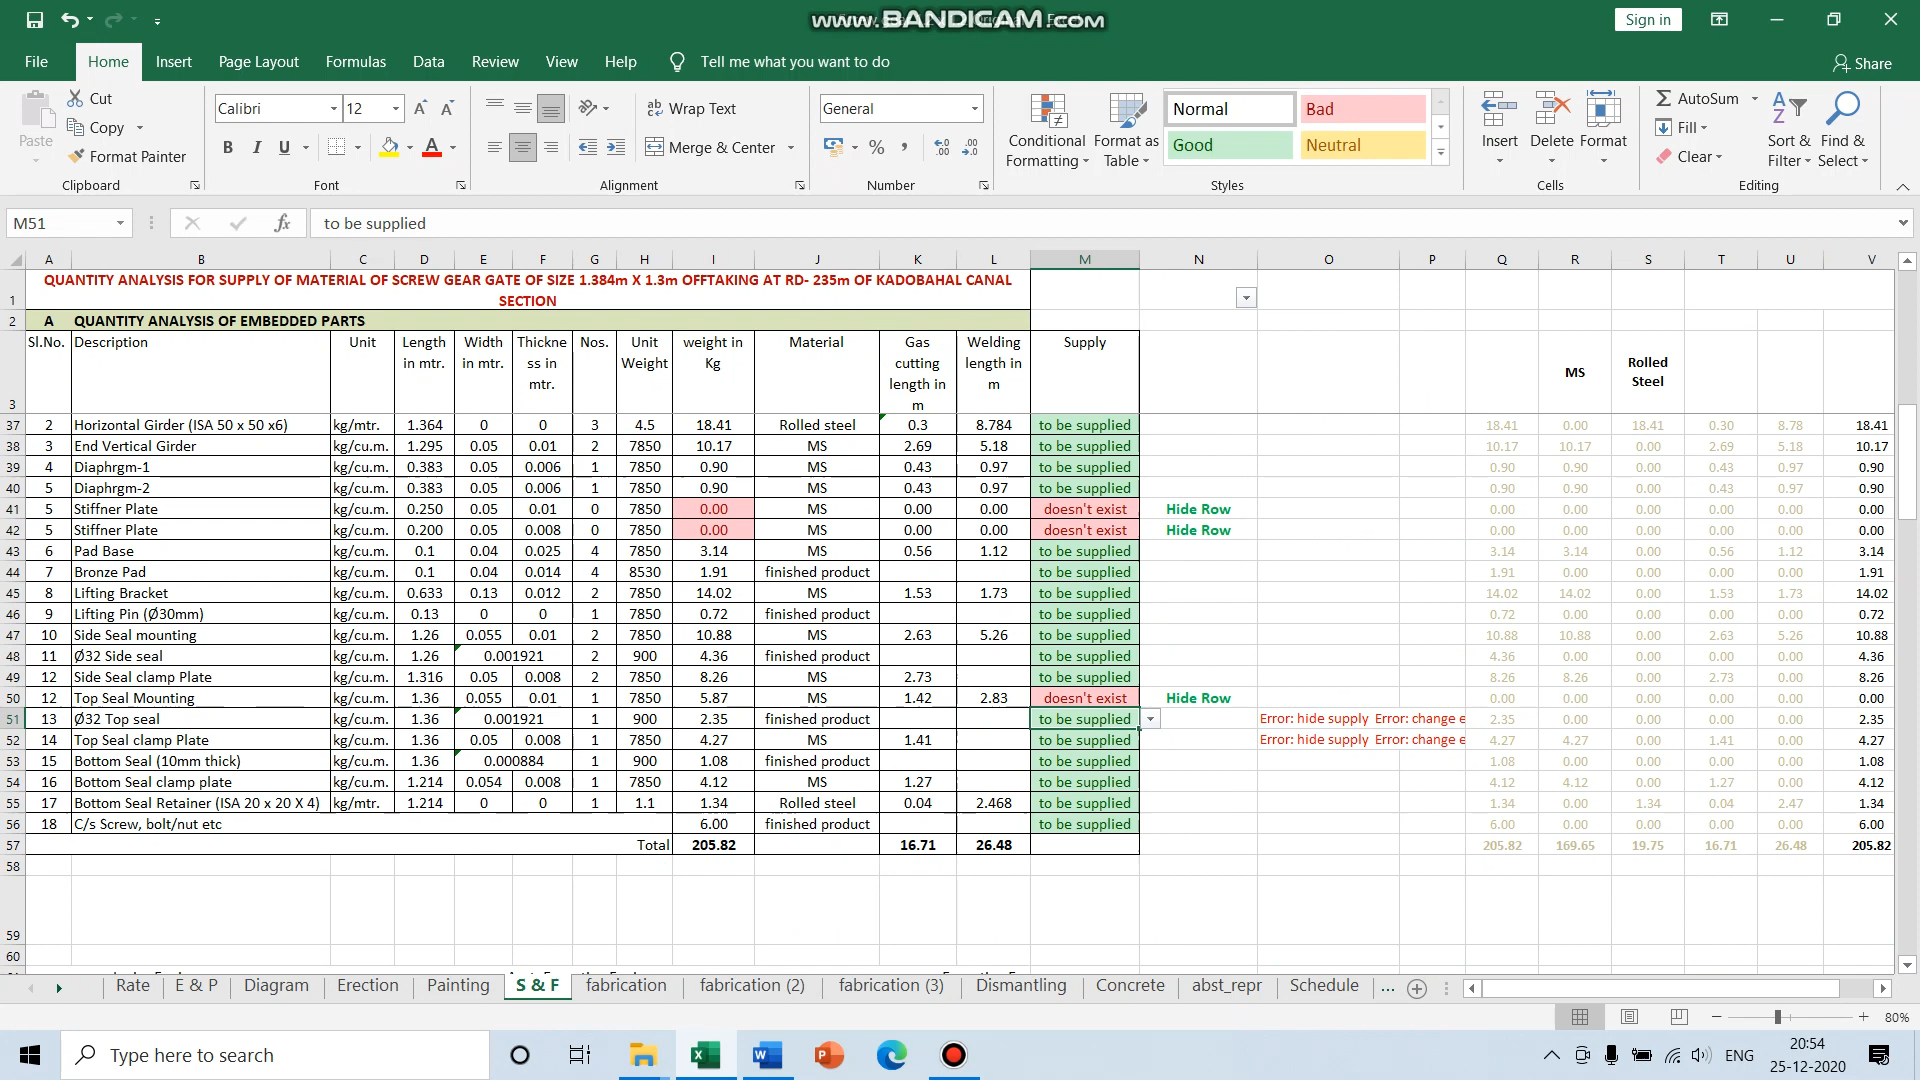 www.BANDICAM.com
Sign in
File Home Insert Page Layout Formulas Data Review View Help Tell me what you want to do Share
Paste Cut Copy Format Painter Clipboard
Calibri 12 Font
Wrap Text Merge & Center Alignment
General Number
Conditional Formatting Format as Table Normal Bad Good Neutral Styles
Insert Delete Format Cells
AutoSum Fill Clear Sort & Filter Find & Select Editing
M51 to be supplied
A B C D E F G H I J K L M N O P Q R S T U V
1 QUANTITY ANALYSIS FOR SUPPLY OF MATERIAL OF SCREW GEAR GATE OF SIZE 1.384m X 1.3m OFFTAKING AT RD- 235m OF KADOBAHAL CANAL
SECTION
2 A QUANTITY ANALYSIS OF EMBEDDED PARTS
3 Sl.No. Description Unit Length in mtr. Width in mtr. Thickne ss in mtr. Nos. Unit Weight weight in Kg Material Gas cutting length in m Welding length in m Supply MS Rolled Steel
37 2 Horizontal Girder (ISA 50 x 50 x6) kg/mtr. 1.364 0 0 3 4.5 18.41 Rolled steel 0.3 8.784 to be supplied 18.41 0.00 18.41 0.30 8.78 18.41
38 3 End Vertical Girder kg/cu.m. 1.295 0.05 0.01 2 7850 10.17 MS 2.69 5.18 to be supplied 10.17 10.17 0.00 2.69 5.18 10.17
39 4 Diaphrgm-1 kg/cu.m. 0.383 0.05 0.006 1 7850 0.90 MS 0.43 0.97 to be supplied 0.90 0.90 0.00 0.43 0.97 0.90
40 5 Diaphrgm-2 kg/cu.m. 0.383 0.05 0.006 1 7850 0.90 MS 0.43 0.97 to be supplied 0.90 0.90 0.00 0.43 0.97 0.90
41 5 Stiffner Plate kg/cu.m. 0.250 0.05 0.01 0 7850 0.00 MS 0.00 0.00 doesn't exist Hide Row 0.00 0.00 0.00 0.00 0.00 0.00
42 5 Stiffner Plate kg/cu.m. 0.200 0.05 0.008 0 7850 0.00 MS 0.00 0.00 doesn't exist Hide Row 0.00 0.00 0.00 0.00 0.00 0.00
43 6 Pad Base kg/cu.m. 0.1 0.04 0.025 4 7850 3.14 MS 0.56 1.12 to be supplied 3.14 3.14 0.00 0.56 1.12 3.14
44 7 Bronze Pad kg/cu.m. 0.1 0.04 0.014 4 8530 1.91 finished product to be supplied 1.91 0.00 0.00 0.00 0.00 1.91
45 8 Lifting Bracket kg/cu.m. 0.633 0.13 0.012 2 7850 14.02 MS 1.53 1.73 to be supplied 14.02 14.02 0.00 1.53 1.73 14.02
46 9 Lifting Pin (Ø30mm) kg/cu.m. 0.13 0 0 1 7850 0.72 finished product to be supplied 0.72 0.00 0.00 0.00 0.00 0.72
47 10 Side Seal mounting kg/cu.m. 1.26 0.055 0.01 2 7850 10.88 MS 2.63 5.26 to be supplied 10.88 10.88 0.00 2.63 5.26 10.88
48 11 Ø32 Side seal kg/cu.m. 1.26 0.001921 2 900 4.36 finished product to be supplied 4.36 0.00 0.00 0.00 0.00 4.36
49 12 Side Seal clamp Plate kg/cu.m. 1.316 0.05 0.008 2 7850 8.26 MS 2.73 to be supplied 8.26 8.26 0.00 2.73 0.00 8.26
50 12 Top Seal Mounting kg/cu.m. 1.36 0.055 0.01 1 7850 5.87 MS 1.42 2.83 doesn't exist Hide Row 0.00 0.00 0.00 0.00 0.00 0.00
51 13 Ø32 Top seal kg/cu.m. 1.36 0.001921 1 900 2.35 finished product to be supplied Error: hide supply Error: change e 2.35 0.00 0.00 0.00 0.00 2.35
52 14 Top Seal clamp Plate kg/cu.m. 1.36 0.05 0.008 1 7850 4.27 MS 1.41 to be supplied Error: hide supply Error: change e 4.27 4.27 0.00 1.41 0.00 4.27
53 15 Bottom Seal (10mm thick) kg/cu.m. 1.36 0.000884 1 900 1.08 finished product to be supplied 1.08 0.00 0.00 0.00 0.00 1.08
54 16 Bottom Seal clamp plate kg/cu.m. 1.214 0.054 0.008 1 7850 4.12 MS 1.27 to be supplied 4.12 4.12 0.00 1.27 0.00 4.12
55 17 Bottom Seal Retainer (ISA 20 x 20 X 4) kg/mtr. 1.214 0 0 1 1.1 1.34 Rolled steel 0.04 2.468 to be supplied 1.34 0.00 1.34 0.04 2.47 1.34
56 18 C/s Screw, bolt/nut etc 6.00 finished product to be supplied 6.00 0.00 0.00 0.00 0.00 6.00
57 Total 205.82 16.71 26.48 205.82 169.65 19.75 16.71 26.48 205.82
58
59
60
Rate E & P Diagram Erection Painting S & F fabrication fabrication (2) fabrication (3) Dismantling Concrete abst_repr Schedule ...
80%
Type here to search
ENG 20:54
25-12-2020